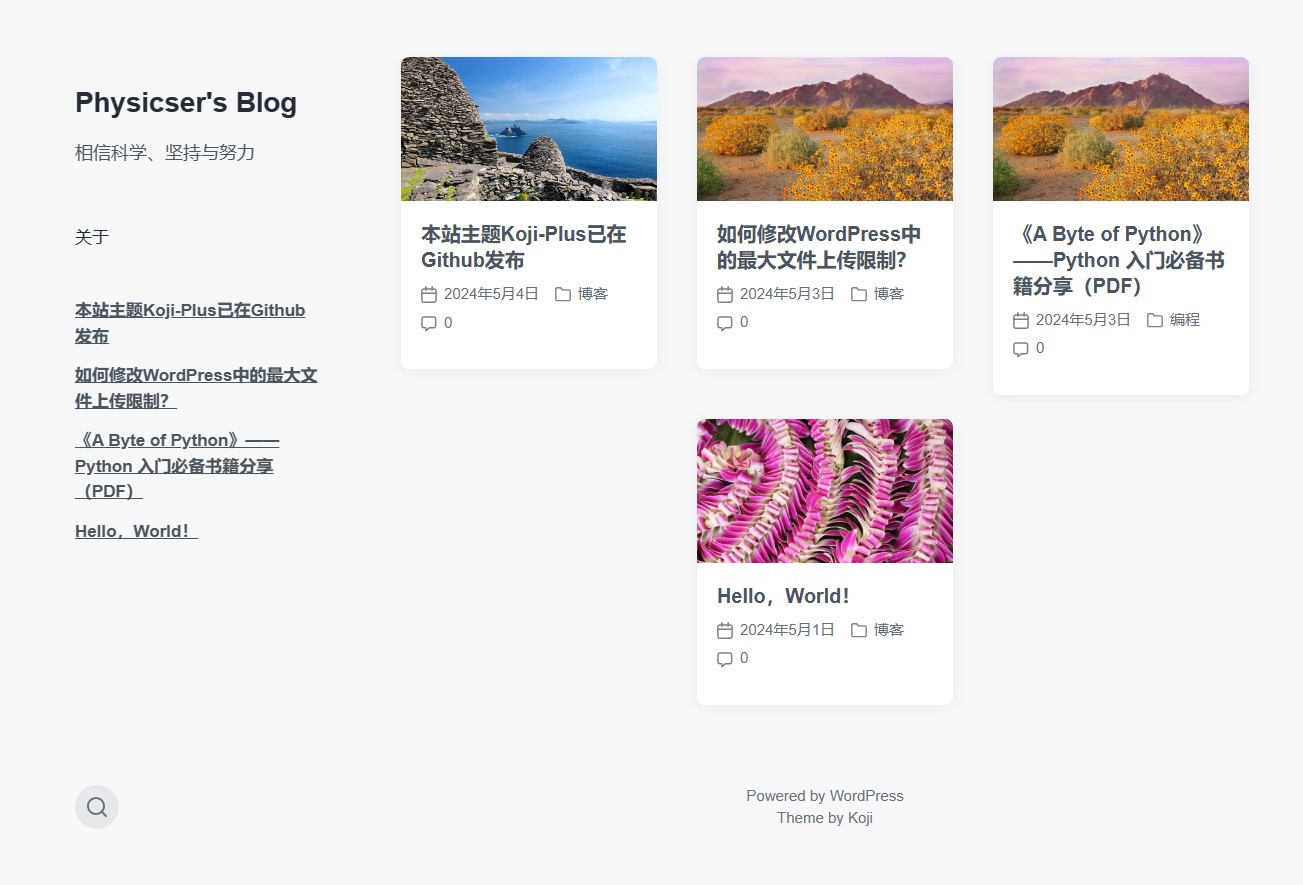 Physicser's Blog
相信科学、坚持与努力
关于
本站主题Koji-Plus已在Github
发布
如何修改WordPress中的最大文
件上传限制？
《A Byte of Python》——
Python 入门必备书籍分享
（PDF）
Hello，World！
本站主题Koji-Plus已在
Github发布
2024年5月4日 博客
0
如何修改WordPress中
的最大文件上传限制？
2024年5月3日 博客
0
《A Byte of Python》
——Python 入门必备书
籍分享（PDF）
2024年5月3日 编程
0
Hello，World！
2024年5月1日 博客
0
Powered by WordPress
Theme by Koji